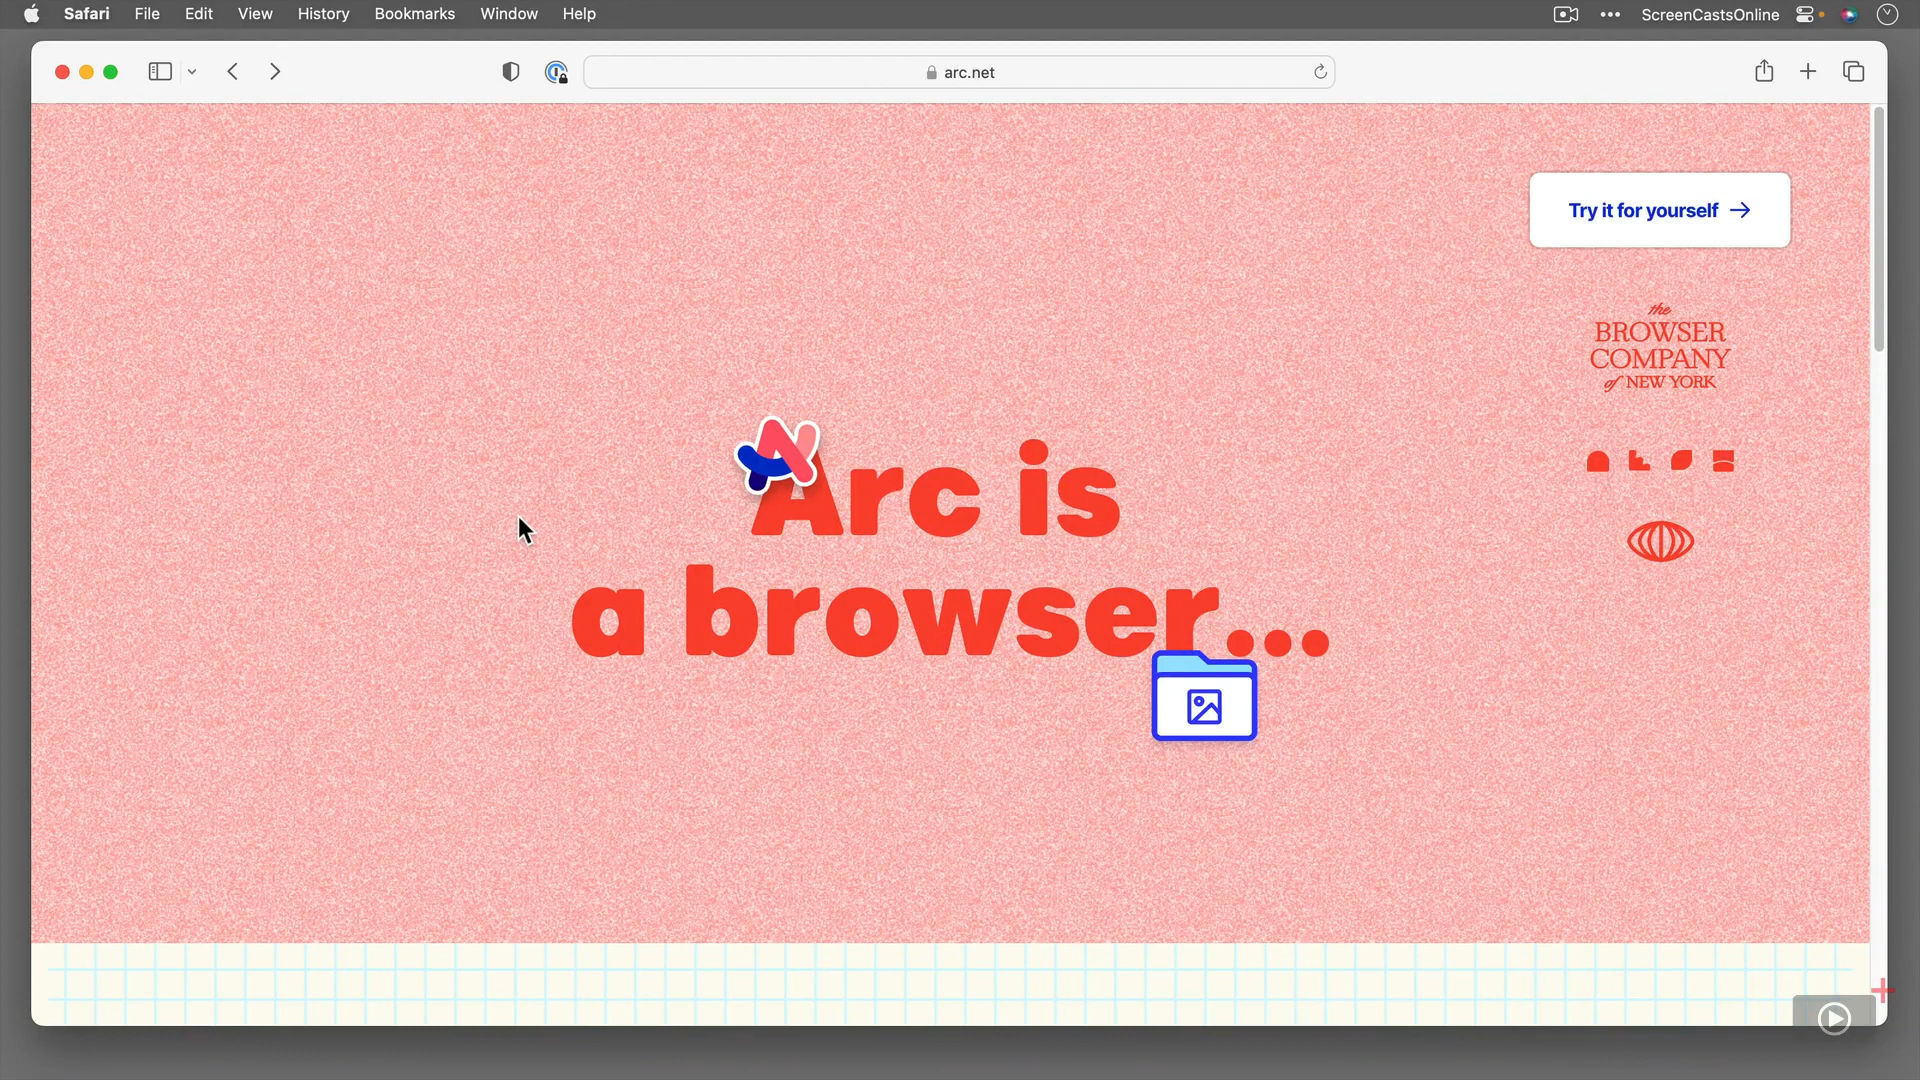 Safari File Edit View History Bookmarks Window Help ScreenCastsOnline
arc.net
Try it for yourself →
the
BROWSER
COMPANY
of NEW YORK
Arc is
a browser...